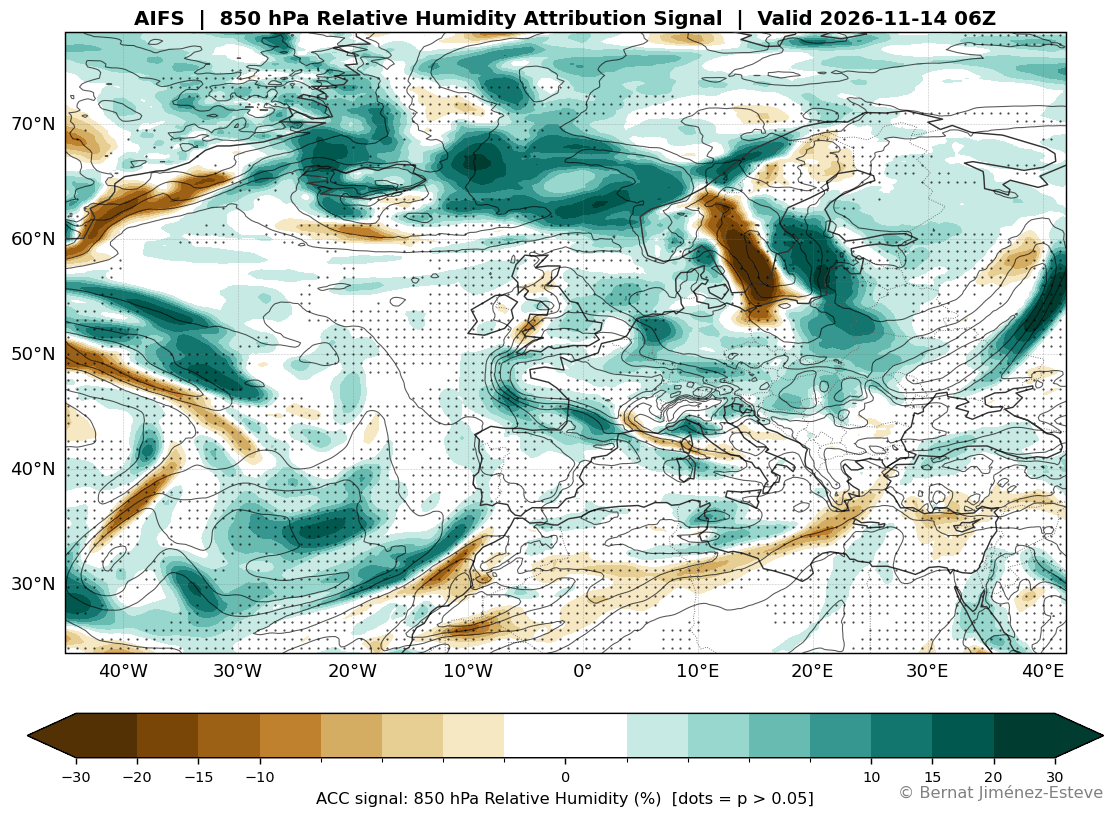 AIFS | 850 hPa Relative Humidity Attribution Signal | Valid 2026-11-14 06Z
70°N
60°N
50°N
40°N
30°N
40°W 30°W 20°W 10°W 0° 10°E 20°E 30°E 40°E
−30 −20 −15 −10 0 10 15 20 30
ACC signal: 850 hPa Relative Humidity (%) [dots = p > 0.05]
© Bernat Jiménez-Esteve